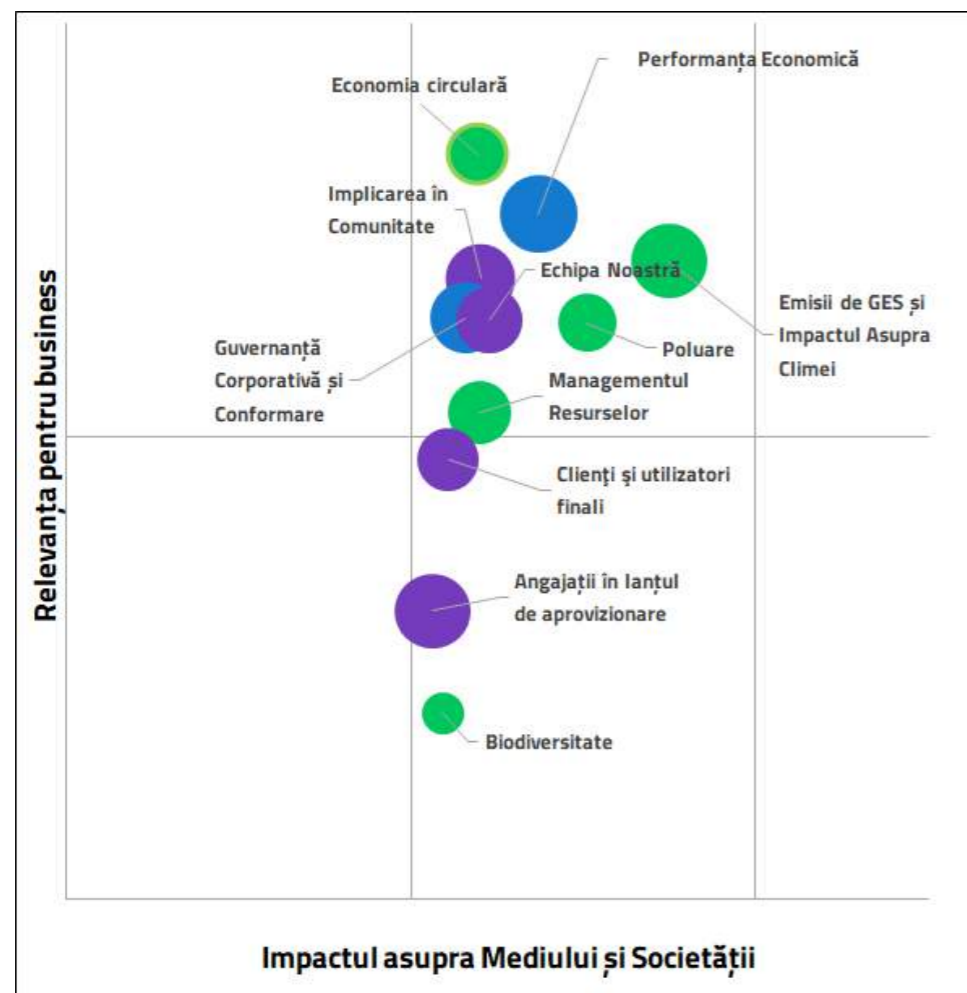 Performanța Economică
Economia circulară
Implicarea în
Comunitate
Echipa Noastră
Emisii de GES și
Impactul Asupra
Climei
Guvernanță
Corporativă și
Conformare
Poluare
Managementul
Resurselor
Clienţi şi utilizatori
finali
Angajații în lanțul
de aprovizionare
Biodiversitate
Relevanța pentru business
Impactul asupra Mediului și Societății